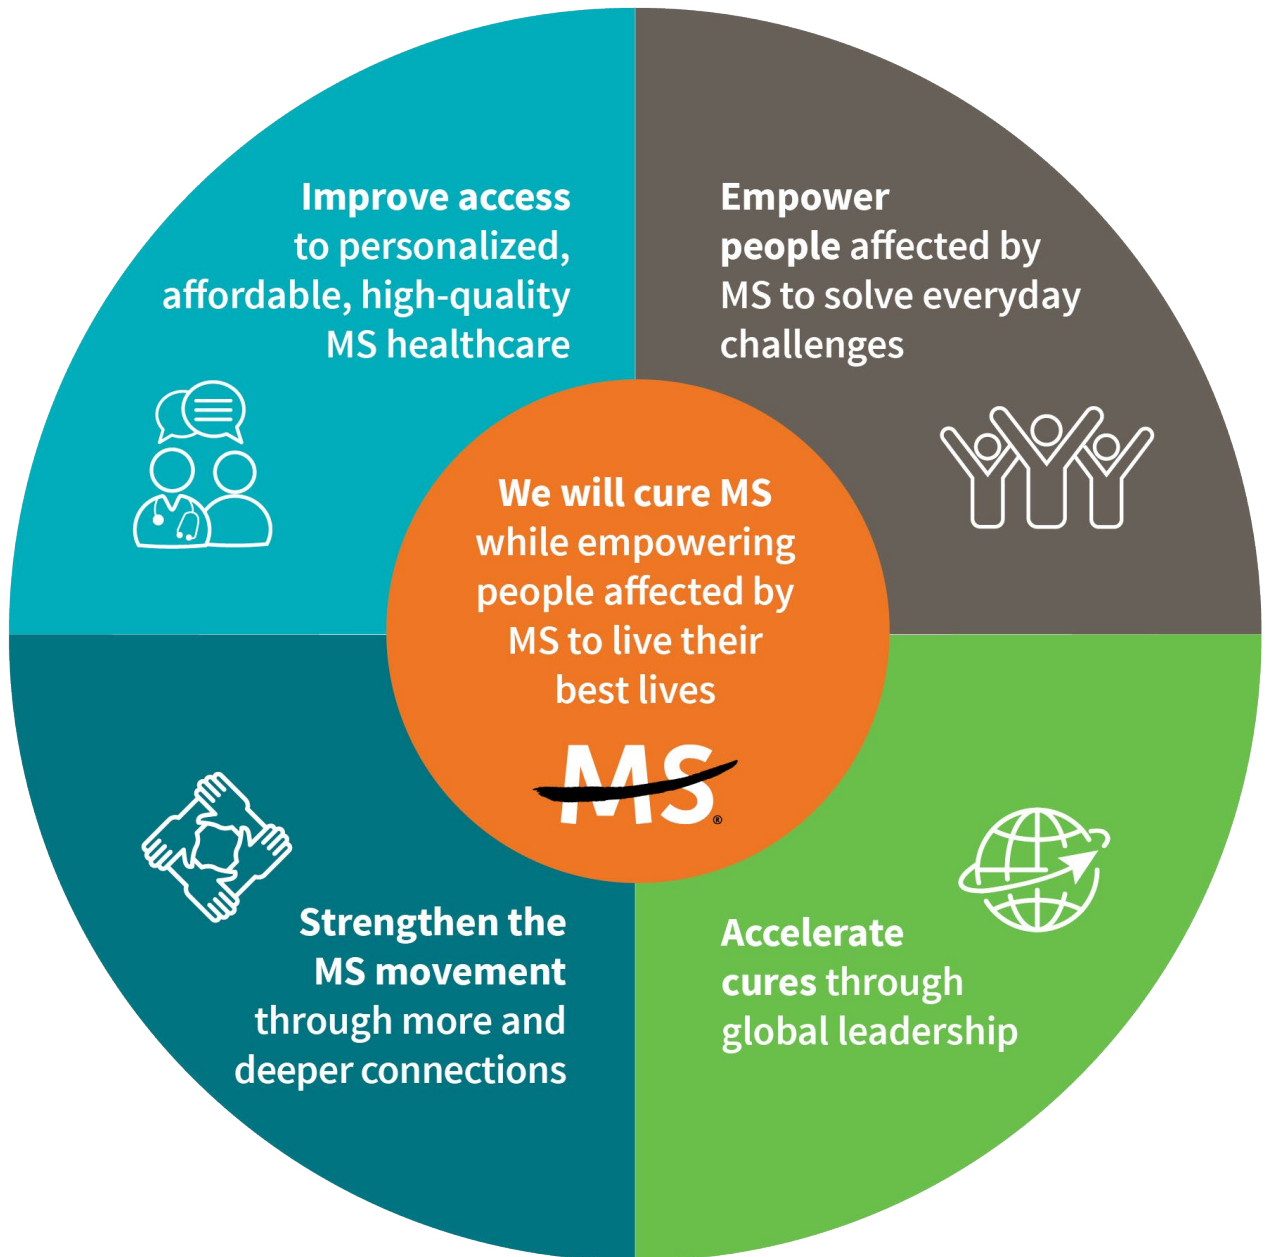 Improve access
to personalized,
affordable, high-quality
MS healthcare
Empower
people affected by
MS to solve everyday
challenges
We will cure MS
while empowering
people affected by
MS to live their
best lives
MS®
Strengthen the
MS movement
through more and
deeper connections
Accelerate
cures through
global leadership